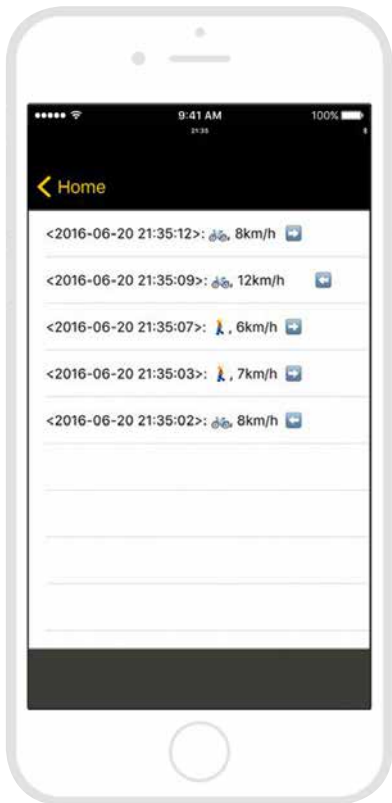 9:41 AM 100%
21:35
Home
<2016-06-20 21:35:12>: 🚲, 8km/h ➡️
<2016-06-20 21:35:09>: 🚲, 12km/h ⬅️
<2016-06-20 21:35:07>: 🚶, 6km/h ➡️
<2016-06-20 21:35:03>: 🚶, 7km/h ➡️
<2016-06-20 21:35:02>: 🚲, 8km/h ⬅️